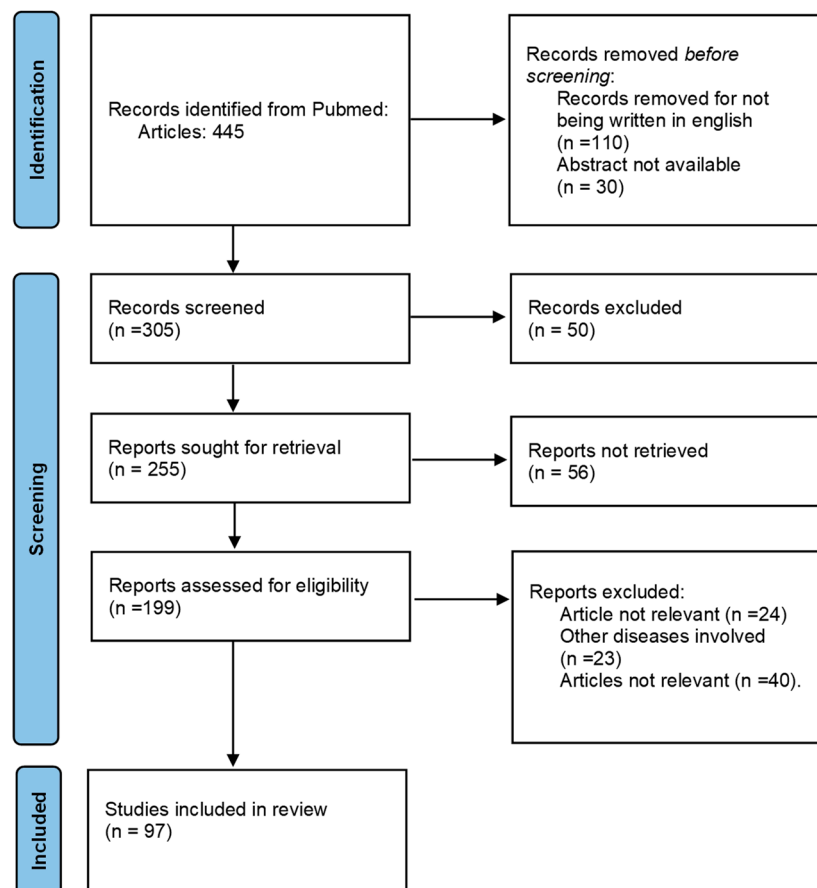 Identification
Records identified from Pubmed:
Articles: 445
Records removed before
screening:
Records removed for not
being written in english
(n =110)
Abstract not available
(n = 30)
Screening
Records screened
(n =305)
Records excluded
(n = 50)
Reports sought for retrieval
(n = 255)
Reports not retrieved
(n = 56)
Reports assessed for eligibility
(n =199)
Reports excluded:
Article not relevant (n =24)
Other diseases involved
(n =23)
Articles not relevant (n =40).
Included
Studies included in review
(n = 97)